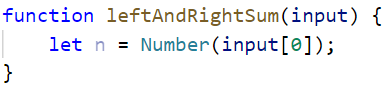 function leftAndRightSum(input) {
    let n = Number(input[0]);
}